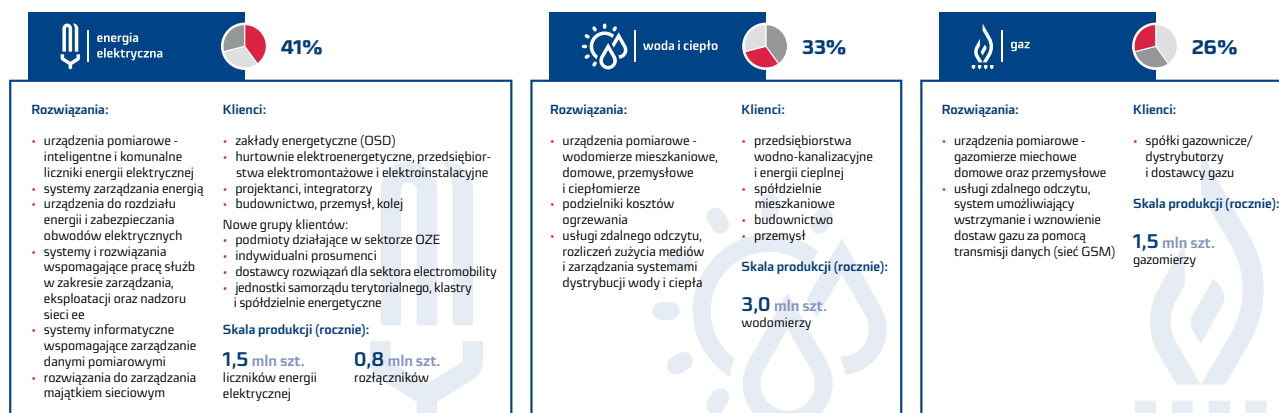 energia
elektryczna
41%
Rozwiązania:
• urządzenia pomiarowe -
inteligentne i komunalne
liczniki energii elektrycznej
• systemy zarządzania energią
• urządzenia do rozdziału
energii i zabezpieczania
obwodów elektrycznych
• systemy i rozwiązania
wspomagające pracę służb
w zakresie zarządzania,
eksploatacji oraz nadzoru
sieci ee
• systemy informatyczne
wspomagające zarządzanie
danymi pomiarowymi
• rozwiązania do zarządzania
majątkiem sieciowym
Klienci:
• zakłady energetyczne (OSD)
• hurtownie elektroenergetyczne, przedsiębior-
stwa elektromontażowe i elektroinstalacyjne
• projektanci, integratorzy
• budownictwo, przemysł, kolej
Nowe grupy klientów:
• podmioty działające w sektorze OZE
• indywidualni prosumenci
• dostawcy rozwiązań dla sektora electromobility
• jednostki samorządu terytorialnego, klastry
i spółdzielnie energetyczne
Skala produkcji (rocznie):
1,5 mln szt.
liczników energii
elektrycznej
0,8 mln szt.
rozłączników
woda i ciepło
33%
Rozwiązania:
• urządzenia pomiarowe -
wodomierze mieszkaniowe,
domowe, przemysłowe
i ciepłomierze
• podzielniki kosztów
ogrzewania
• usługi zdalnego odczytu,
rozliczeń zużycia mediów
i zarządzania systemami
dystrybucji wody i ciepła
Klienci:
• przedsiębiorstwa
wodno-kanalizacyjne
i energii cieplnej
• spółdzielnie
mieszkaniowe
• budownictwo
• przemysł
Skala produkcji (rocznie):
3,0 mln szt.
wodomierzy
gaz
26%
Rozwiązania:
• urządzenia pomiarowe -
gazomierze miechowe
domowe oraz przemysłowe
• usługi zdalnego odczytu,
system umożliwiający
wstrzymanie i wznowienie
dostaw gazu za pomocą
transmisji danych (sieć GSM)
Klienci:
• spółki gazownicze/
dystrybutorzy
i dostawcy gazu
Skala produkcji (rocznie):
1,5 mln szt.
gazomierzy